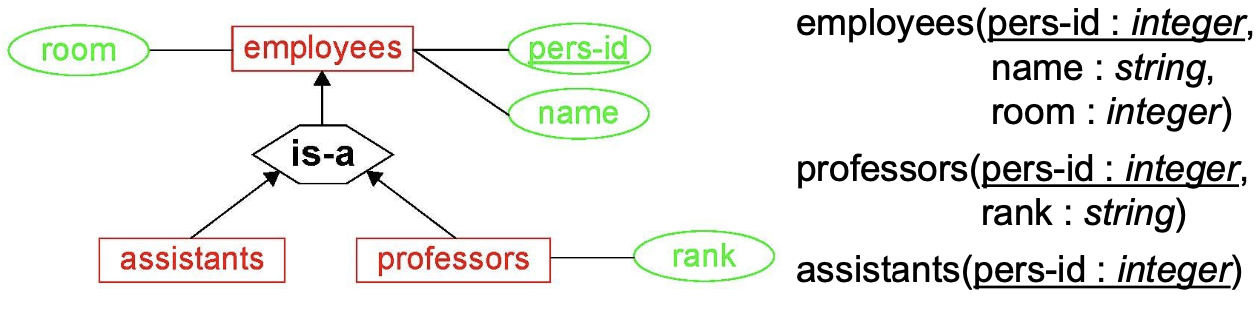 room
employees
pers-id
name
is-a
assistants
professors
rank
employees(pers-id : integer,
name : string,
room : integer)
professors(pers-id : integer,
rank : string)
assistants(pers-id : integer)